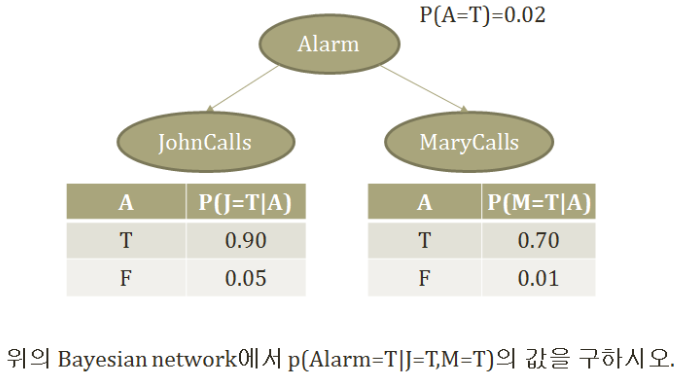 P(A=T)=0.02
Alarm
JohnCalls
MaryCalls
A P(J=T|A)
T 0.90
F 0.05
A P(M=T|A)
T 0.70
F 0.01
위의 Bayesian network에서 p(Alarm=T|J=T,M=T)의 값을 구하시오.